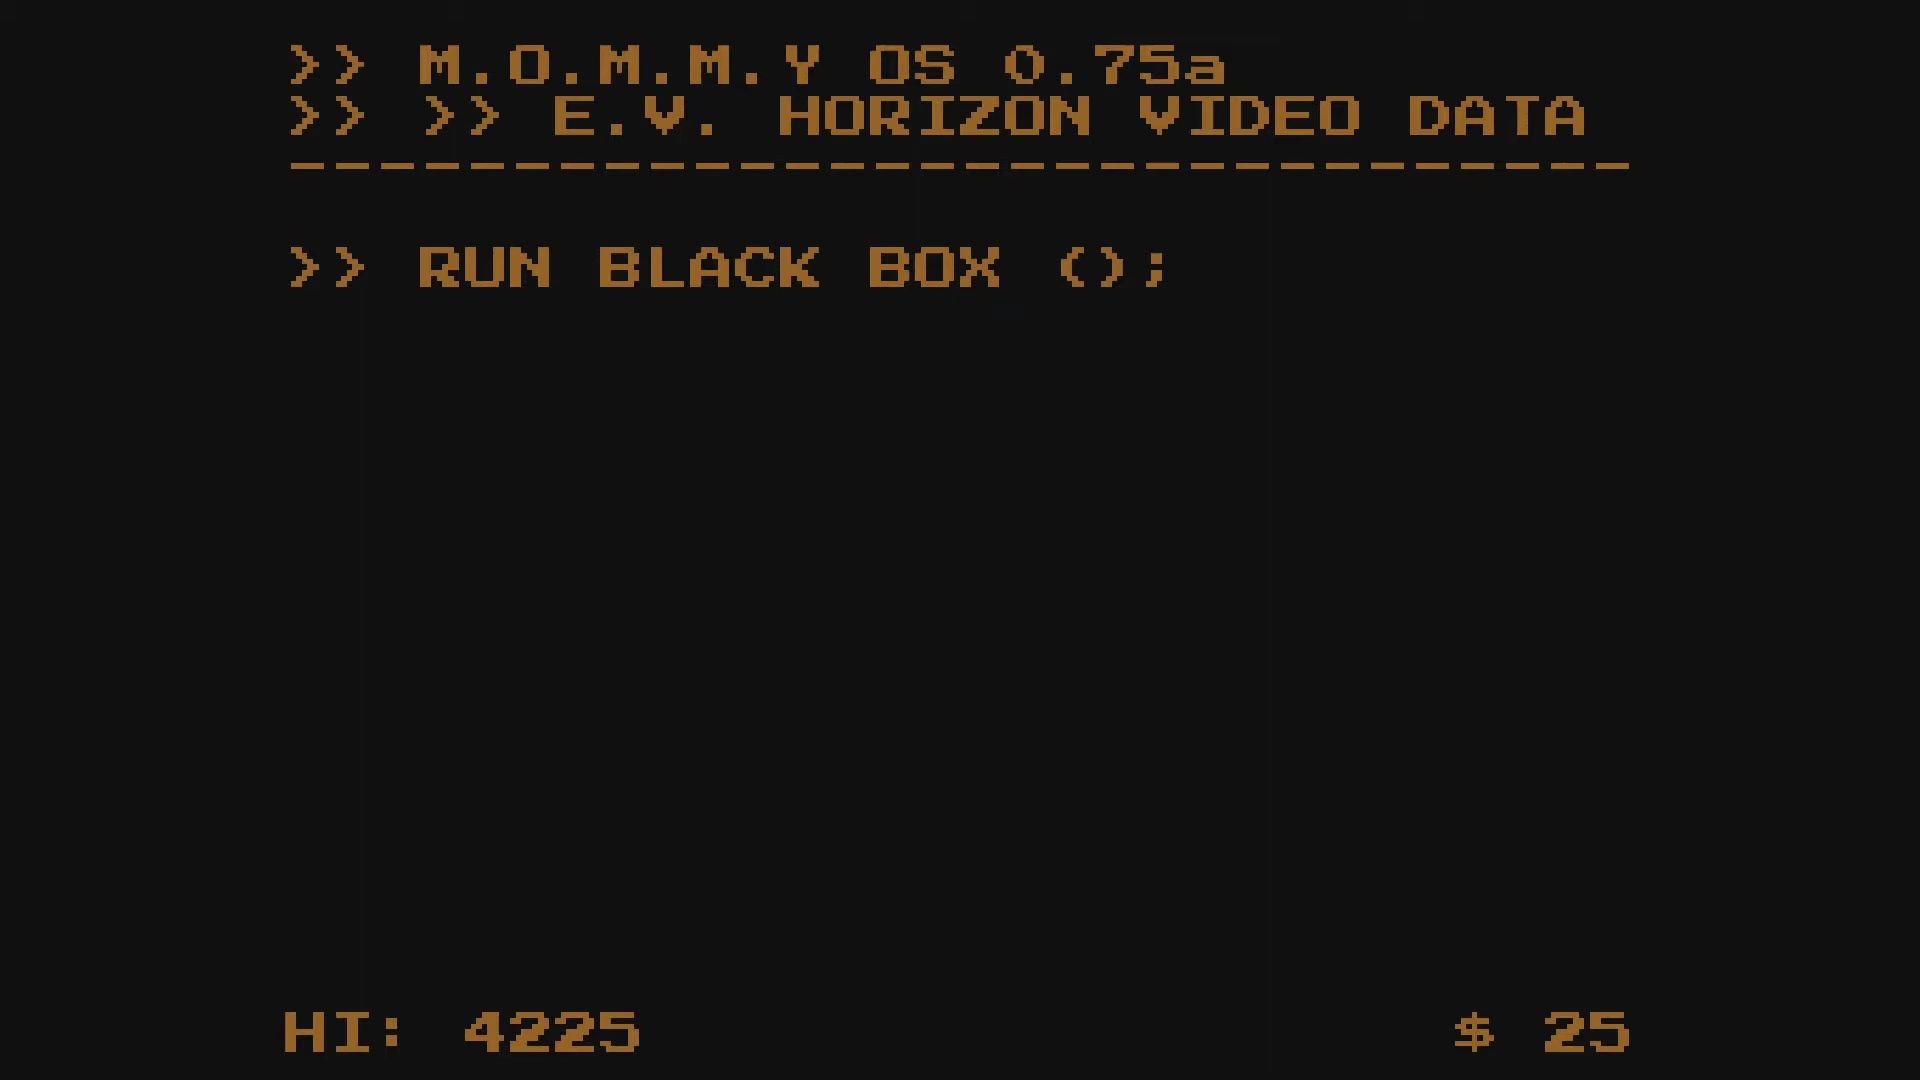 >> M.O.M.M.Y OS 0.75a
>> >> E.V. HORIZON VIDEO DATA
------------------------------
>> RUN BLACK BOX ();
HI: 4225
$ 25